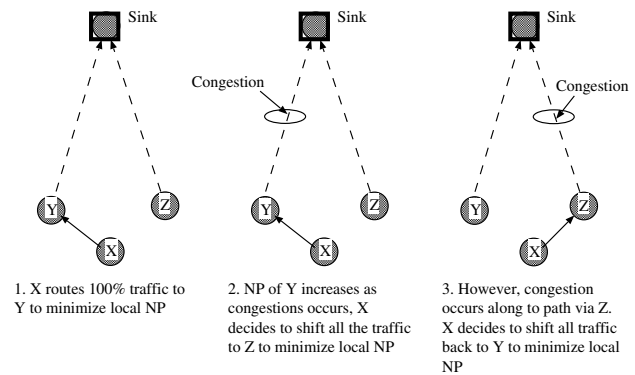 Sink
Sink
Sink
Congestion
Congestion
Y
Z
X
Y
Z
X
Y
Z
X
1. X routes 100% traffic to
Y to minimize local NP
2. NP of Y increases as
congestions occurs, X
decides to shift all the traffic
to Z to minimize local NP
3. However, congestion
occurs along to path via Z.
X decides to shift all traffic
back to Y to minimize local
NP